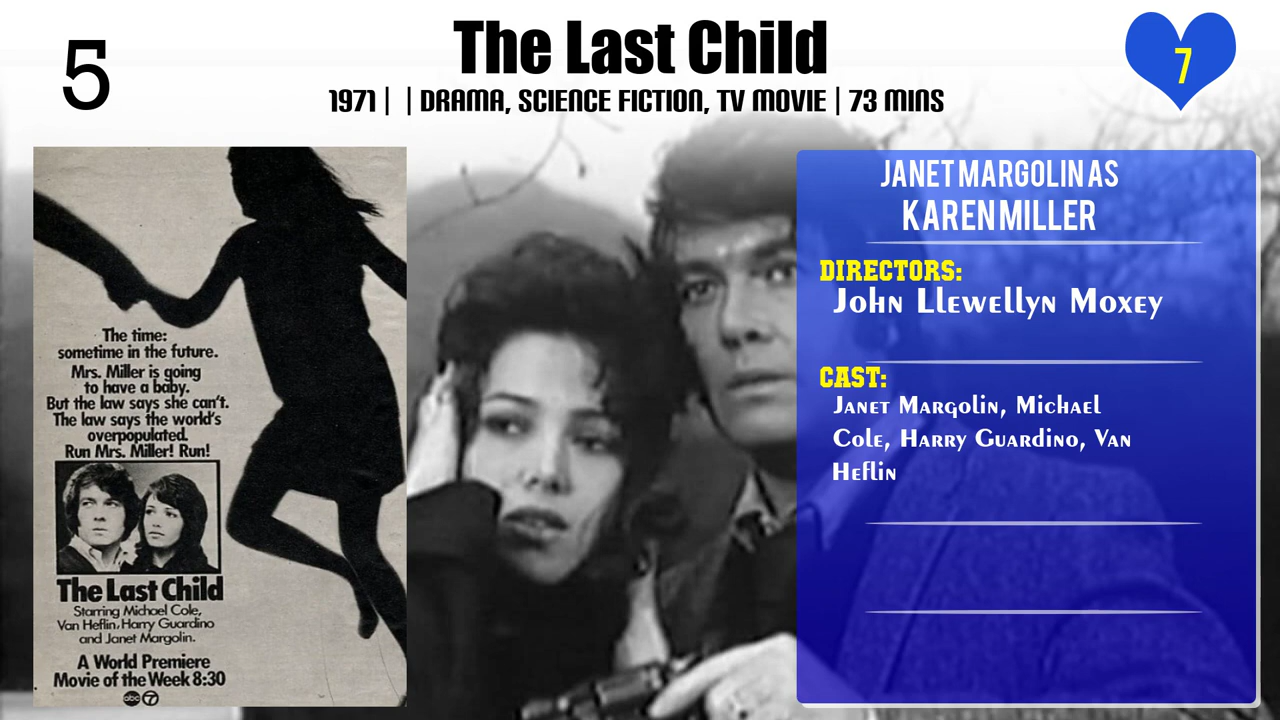 5
The Last Child
7
1971 | | DRAMA, SCIENCE FICTION, TV MOVIE | 73 MINS
The time:
sometime in the future.
Mrs. Miller is going
to have a baby.
But the law says she can't.
The law says the world's
overpopulated.
Run Mrs. Miller! Run!
The Last Child
Starring Michael Cole,
Van Heflin, Harry Guardino
and Janet Margolin.
A World Premiere
Movie of the Week 8:30
abc 7
JANET MARGOLIN AS
KAREN MILLER
DIRECTORS:
John Llewellyn Moxey
CAST:
Janet Margolin, Michael
Cole, Harry Guardino, Van
Heflin